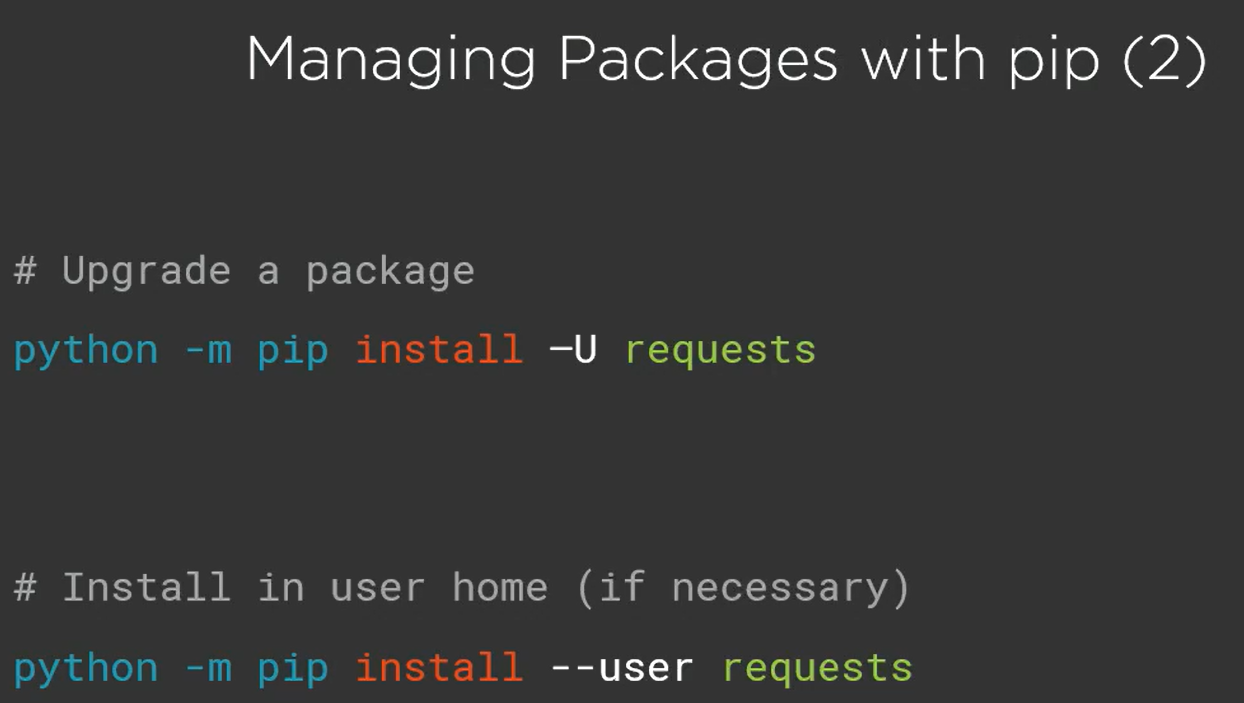 Managing Packages with pip (2)
# Upgrade a package
python -m pip install –U requests
# Install in user home (if necessary)
python -m pip install --user requests